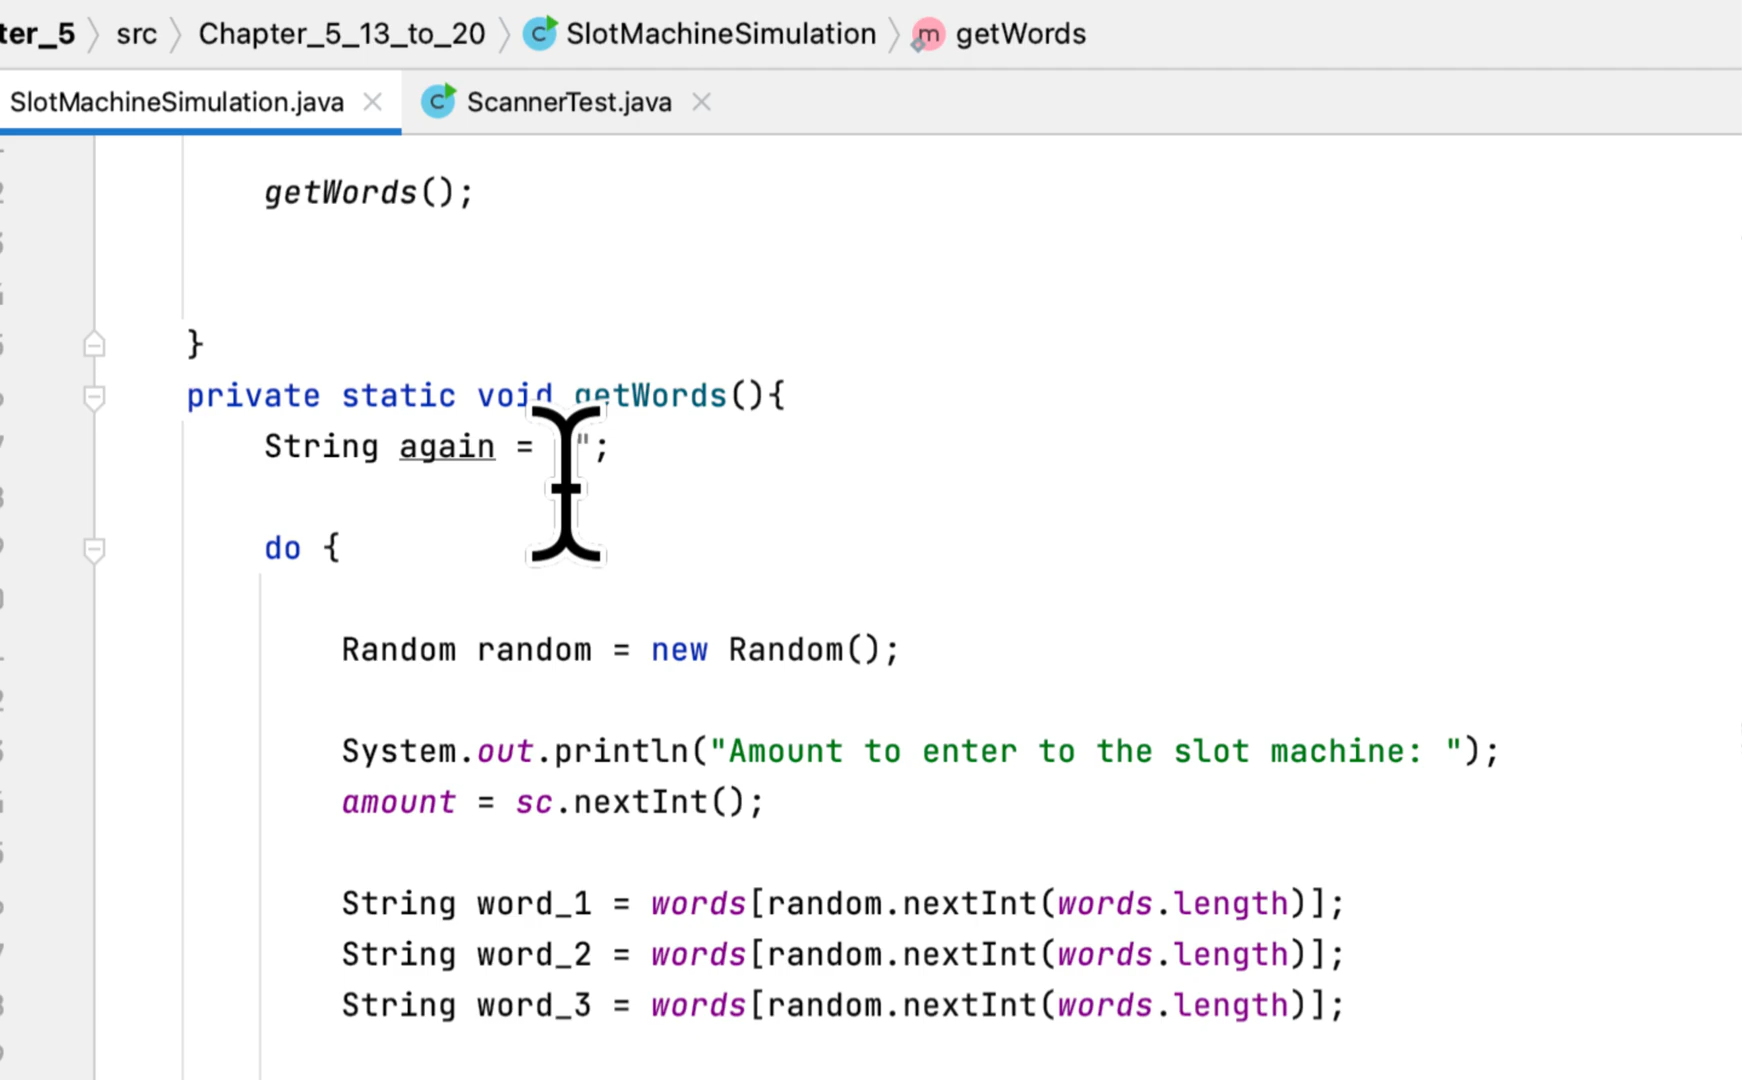 ter_5 src Chapter_5_13_to_20 SlotMachineSimulation m getWords
SlotMachineSimulation.java C ScannerTest.java
getWords();
}
private static void getWords(){
String again = ";
do {
Random random = new Random();
System.out.println("Amount to enter to the slot machine: ");
amount = sc.nextInt();
String word_1 = words[random.nextInt(words.length)];
String word_2 = words[random.nextInt(words.length)];
String word_3 = words[random.nextInt(words.length)];